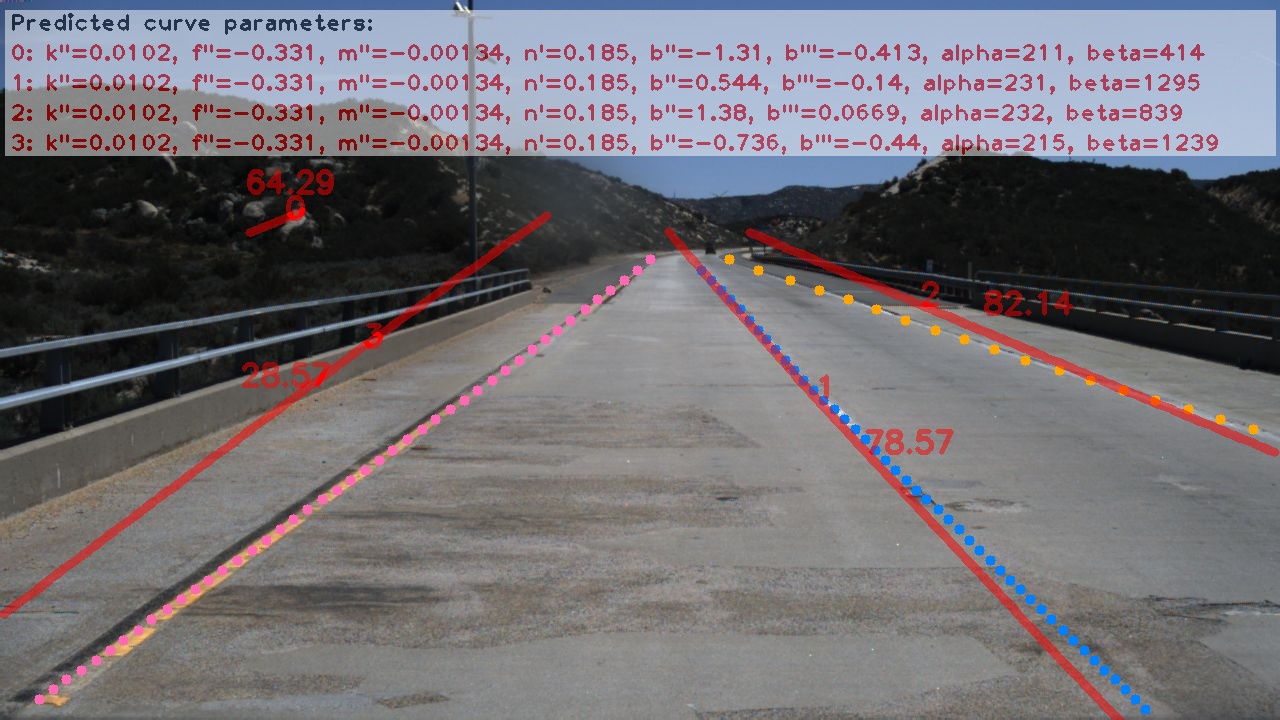 Predicted curve parameters:
0: k''=0.0102, f''=−0.331, m''=−0.00134, n'=0.185, b''=−1.31, b'''=−0.413, alpha=211, beta=414
1: k''=0.0102, f''=−0.331, m''=−0.00134, n'=0.185, b''=0.544, b'''=−0.14, alpha=231, beta=1295
2: k''=0.0102, f''=−0.331, m''=−0.00134, n'=0.185, b''=1.38, b'''=0.0669, alpha=232, beta=839
3: k''=0.0102, f''=−0.331, m''=−0.00134, n'=0.185, b''=−0.736, b'''=−0.44, alpha=215, beta=1239
64.29
0
2
82.14
3
28.57
1
78.57